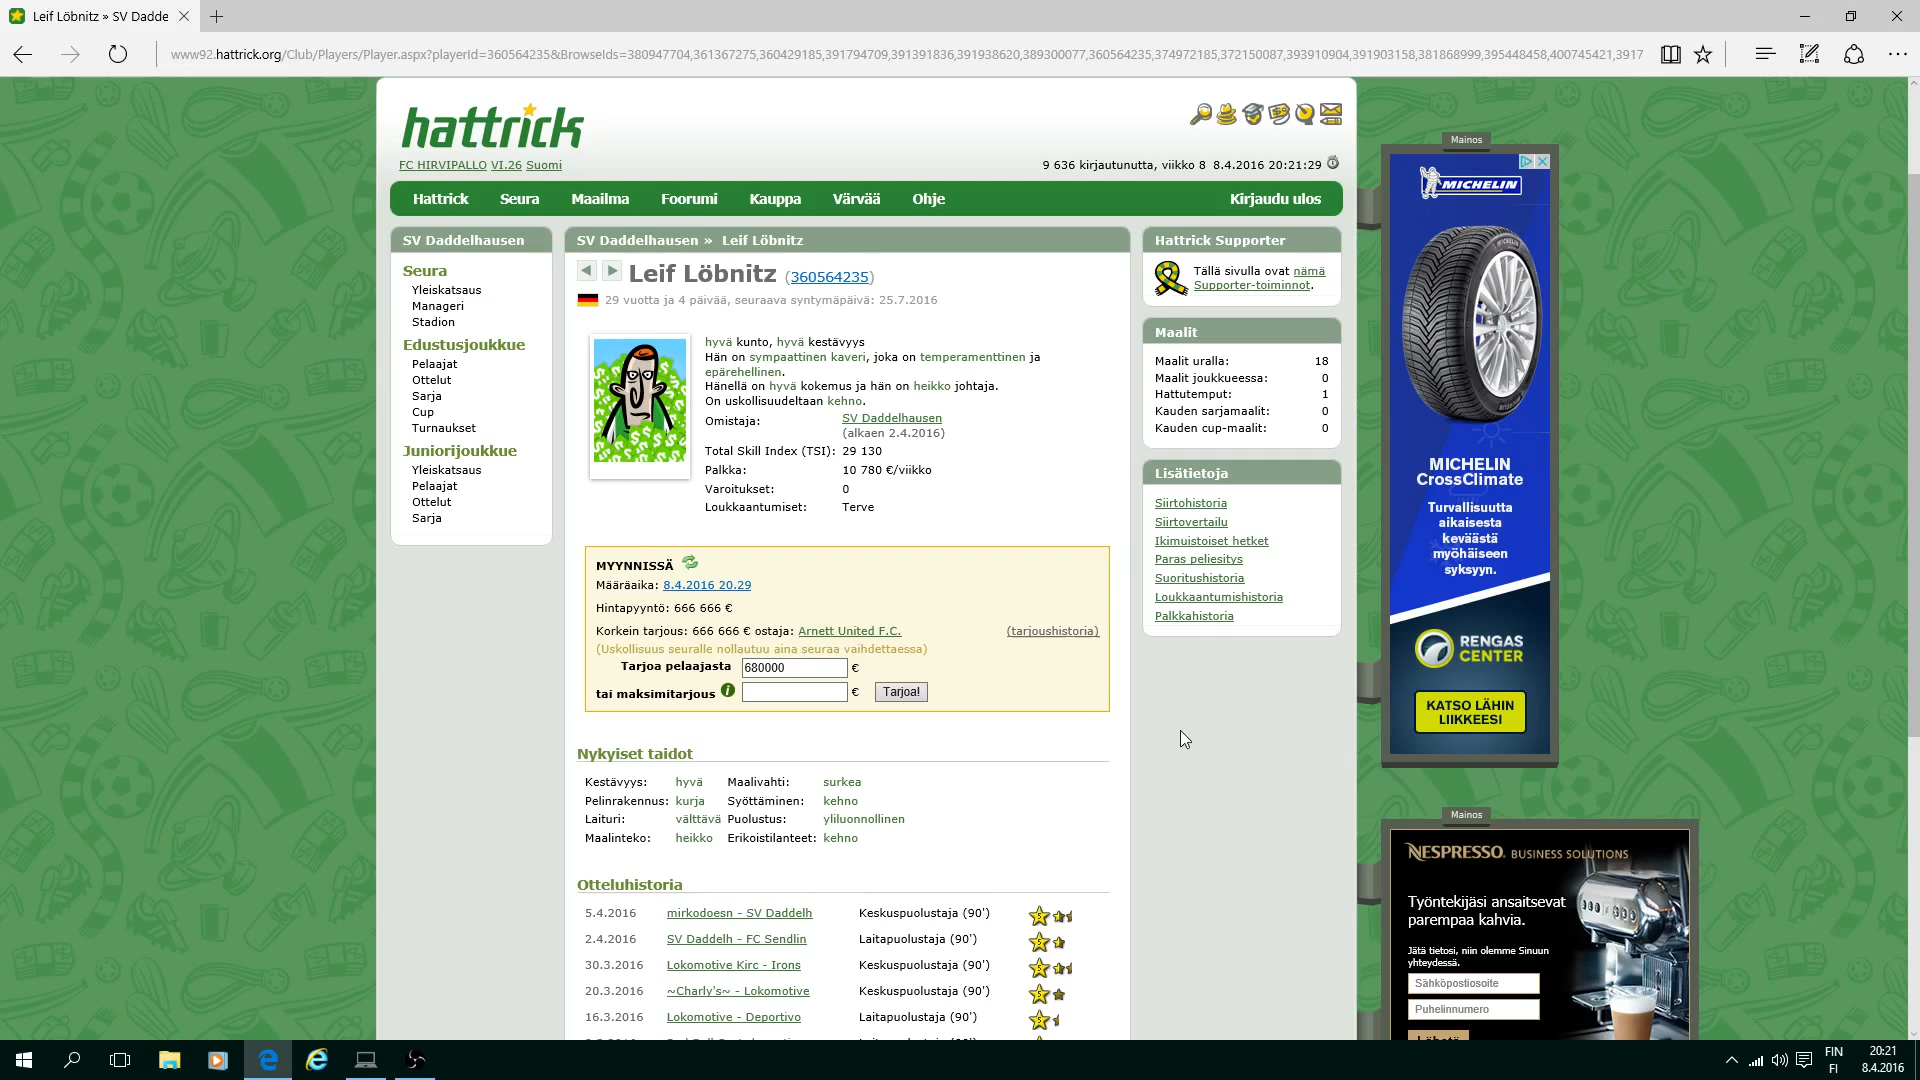 Leif Löbnitz » SV Dadde
www92.hattrick.org/Club/Players/Player.aspx?playerId=360564235&BrowseIds=380947704,361367275,360429185,391794709,391391836,391938620,389300077,360564235,374972185,372150087,393910904,391903158,381868999,395448458,400745421,3917
hattrick
FC HIRVIPALLO VI.26 Suomi
9 636 kirjautunutta, viikko 8 8.4.2016 20:21:29
Hattrick Seura Maailma Foorumi Kauppa Värvää Ohje Kirjaudu ulos
SV Daddelhausen
Seura
Yleiskatsaus
Manageri
Stadion
Edustusjoukkue
Pelaajat
Ottelut
Sarja
Cup
Turnaukset
Juniorijoukkue
Yleiskatsaus
Pelaajat
Ottelut
Sarja
SV Daddelhausen » Leif Löbnitz
Leif Löbnitz (360564235)
29 vuotta ja 4 päivää, seuraava syntymäpäivä: 25.7.2016
hyvä kunto, hyvä kestävyys
Hän on sympaattinen kaveri, joka on temperamenttinen ja
epärehellinen.
Hänellä on hyvä kokemus ja hän on heikko johtaja.
On uskollisuudeltaan kehno.
Omistaja: SV Daddelhausen
(alkaen 2.4.2016)
Total Skill Index (TSI): 29 130
Palkka: 10 780 €/viikko
Varoitukset: 0
Loukkaantumiset: Terve
MYYNNISSÄ
Määräaika: 8.4.2016 20.29
Hintapyyntö: 666 666 €
Korkein tarjous: 666 666 € ostaja: Arnett United F.C. (tarjoushistoria)
(Uskollisuus seuralle nollautuu aina seuraa vaihdettaessa)
Tarjoa pelaajasta 680000 €
tai maksimitarjous € Tarjoa!
Nykyiset taidot
Kestävyys: hyvä Maalivahti: surkea
Pelinrakennus: kurja Syöttäminen: kehno
Laituri: välttävä Puolustus: yliluonnollinen
Maalinteko: heikko Erikoistilanteet: kehno
Otteluhistoria
5.4.2016 mirkodoesn - SV Daddelh Keskuspuolustaja (90') 5
2.4.2016 SV Daddelh - FC Sendlin Laitapuolustaja (90') 5
30.3.2016 Lokomotive Kirc - Irons Keskuspuolustaja (90') 5
20.3.2016 ~Charly's~ - Lokomotive Keskuspuolustaja (90') 5
16.3.2016 Lokomotive - Deportivo Laitapuolustaja (90') 5
Hattrick Supporter
Tällä sivulla ovat nämä
Supporter-toiminnot.
Maalit
Maalit uralla: 18
Maalit joukkueessa: 0
Hattutemput: 1
Kauden sarjamaalit: 0
Kauden cup-maalit: 0
Lisätietoja
Siirtohistoria
Siirtovertailu
Ikimuistoiset hetket
Paras peliesitys
Suoritushistoria
Loukkaantumishistoria
Palkkahistoria
Mainos
MICHELIN
MICHELIN
CrossClimate
Turvallisuutta
aikaisesta
keväästä
myöhäiseen
syksyyn.
RENGAS
CENTER
KATSO LÄHIN
LIIKKEESI
Mainos
NESPRESSO. BUSINESS SOLUTIONS
Työntekijäsi ansaitsevat
parempaa kahvia.
Jätä tietosi, niin olemme Sinuun
yhteydessä.
Sähköpostiosoite
Puhelinnumero
FIN
FI
20:21
8.4.2016